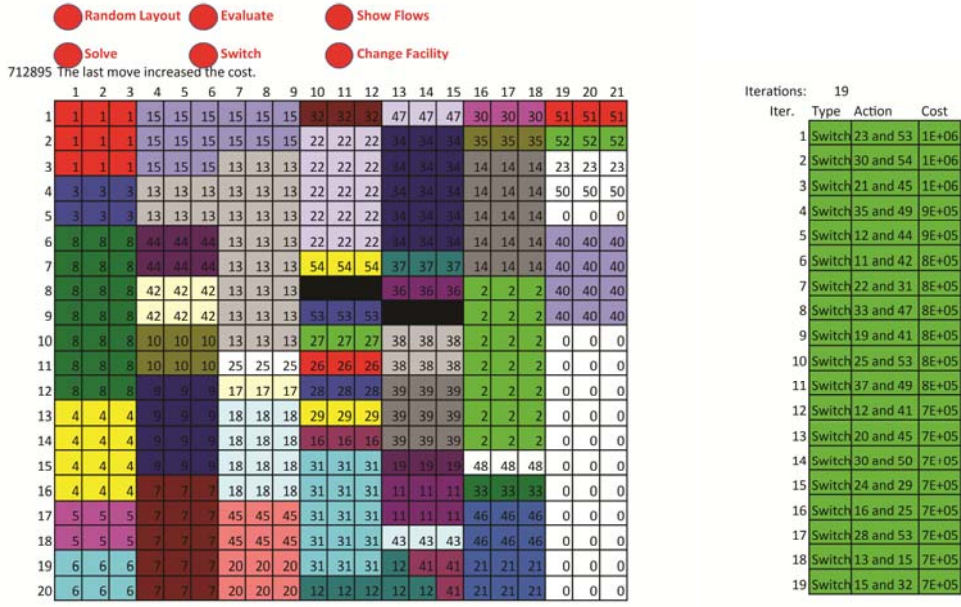 Random Layout Evaluate Show Flows
Solve Switch Change Facility
712895 The last move increased the cost.
1 2 3 4 5 6 7 8 9 10 11 12 13 14 15 16 17 18 19 20 21
1 1 1 1 15 15 15 15 15 15 32 32 32 47 47 47 30 30 30 51 51 51
2 1 1 1 15 15 15 15 15 15 22 22 22 34 34 34 35 35 35 52 52 52
3 1 1 1 15 15 15 13 13 13 22 22 22 34 34 34 14 14 14 23 23 23
4 3 3 3 13 13 13 13 13 13 22 22 22 34 34 34 14 14 14 50 50 50
5 3 3 3 13 13 13 13 13 13 22 22 22 34 34 34 14 14 14 0 0 0
6 8 8 8 44 44 44 13 13 13 22 22 22 34 34 34 14 14 14 40 40 40
7 8 8 8 44 44 44 13 13 13 54 54 54 37 37 37 14 14 14 40 40 40
8 8 8 8 42 42 42 13 13 13 36 36 36 2 2 2 40 40 40
9 8 8 8 42 42 42 13 13 13 53 53 53 2 2 2 40 40 40
10 8 8 8 10 10 10 13 13 13 27 27 27 38 38 38 2 2 2 0 0 0
11 8 8 8 10 10 10 25 25 25 26 26 26 38 38 38 2 2 2 0 0 0
12 8 8 8 9 9 9 17 17 17 28 28 28 39 39 39 2 2 2 0 0 0
13 4 4 4 9 9 9 18 18 18 29 29 29 39 39 39 2 2 2 0 0 0
14 4 4 4 9 9 9 18 18 18 16 16 16 39 39 39 2 2 2 0 0 0
15 4 4 4 9 9 9 18 18 18 31 31 31 19 19 19 48 48 48 0 0 0
16 4 4 4 7 7 7 18 18 18 31 31 31 11 11 11 33 33 33 0 0 0
17 5 5 5 7 7 7 45 45 45 31 31 31 11 11 11 46 46 46 0 0 0
18 5 5 5 7 7 7 45 45 45 31 31 31 43 43 43 46 46 46 0 0 0
19 6 6 6 7 7 7 20 20 20 31 31 31 12 41 41 21 21 21 0 0 0
20 6 6 6 7 7 7 20 20 20 12 12 12 12 12 41 21 21 21 0 0 0
Iterations: 19
Iter. Type Action Cost
1 Switch 23 and 53 1E+06
2 Switch 30 and 54 1E+06
3 Switch 21 and 45 1E+06
4 Switch 35 and 49 9E+05
5 Switch 12 and 44 9E+05
6 Switch 11 and 42 8E+05
7 Switch 22 and 31 8E+05
8 Switch 33 and 47 8E+05
9 Switch 19 and 41 8E+05
10 Switch 25 and 53 8E+05
11 Switch 37 and 49 8E+05
12 Switch 12 and 41 7E+05
13 Switch 20 and 45 7E+05
14 Switch 30 and 50 7E+05
15 Switch 24 and 29 7E+05
16 Switch 16 and 25 7E+05
17 Switch 28 and 53 7E+05
18 Switch 13 and 15 7E+05
19 Switch 15 and 32 7E+05